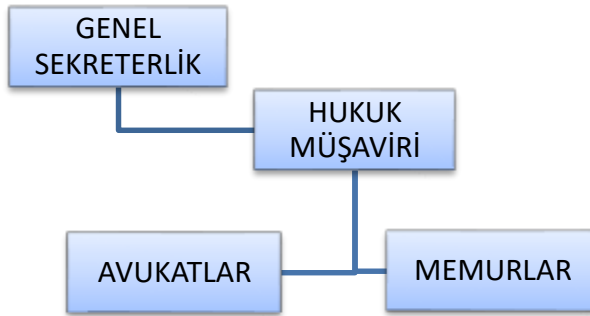 GENEL
SEKRETERLİK
HUKUK
MÜŞAVİRİ
AVUKATLAR
MEMURLAR